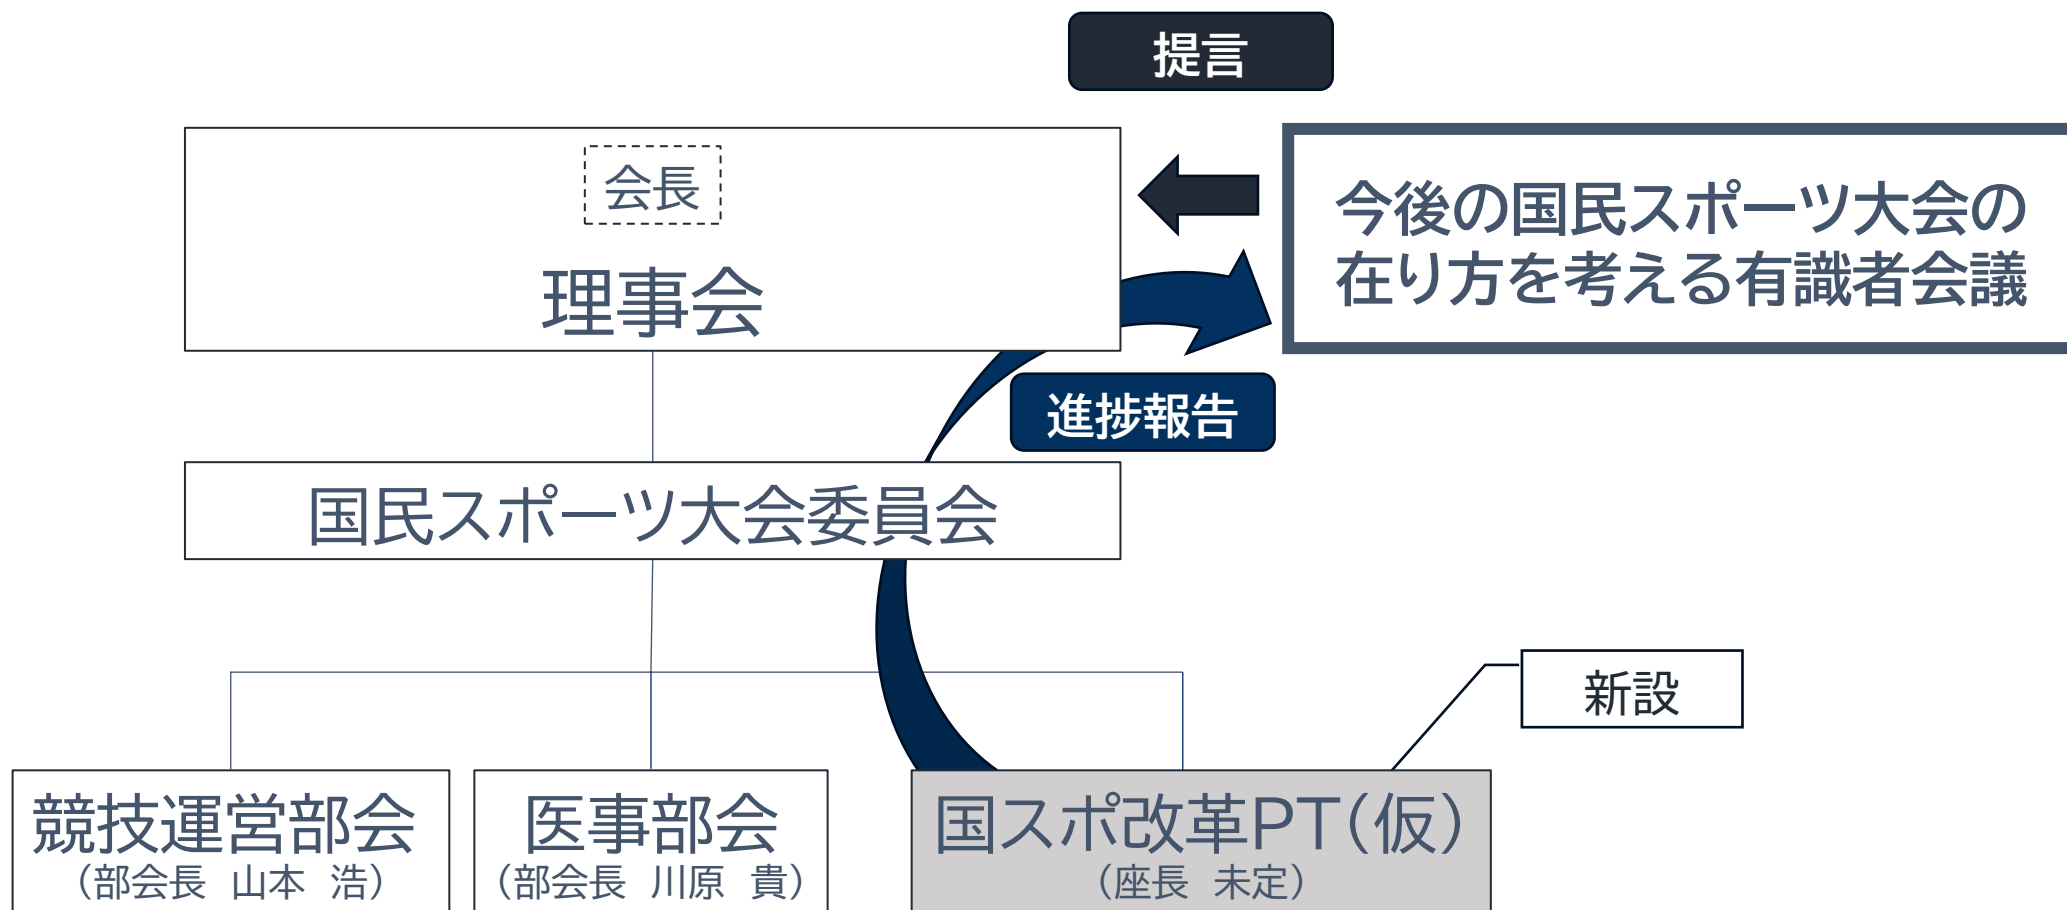 提言
会長
理事会
今後の国民スポーツ大会の
在り方を考える有識者会議
進捗報告
国民スポーツ大会委員会
新設
競技運営部会
（部会長　山本　浩）
医事部会
（部会長　川原　貴）
国スポ改革PT（仮）
（座長　未定）